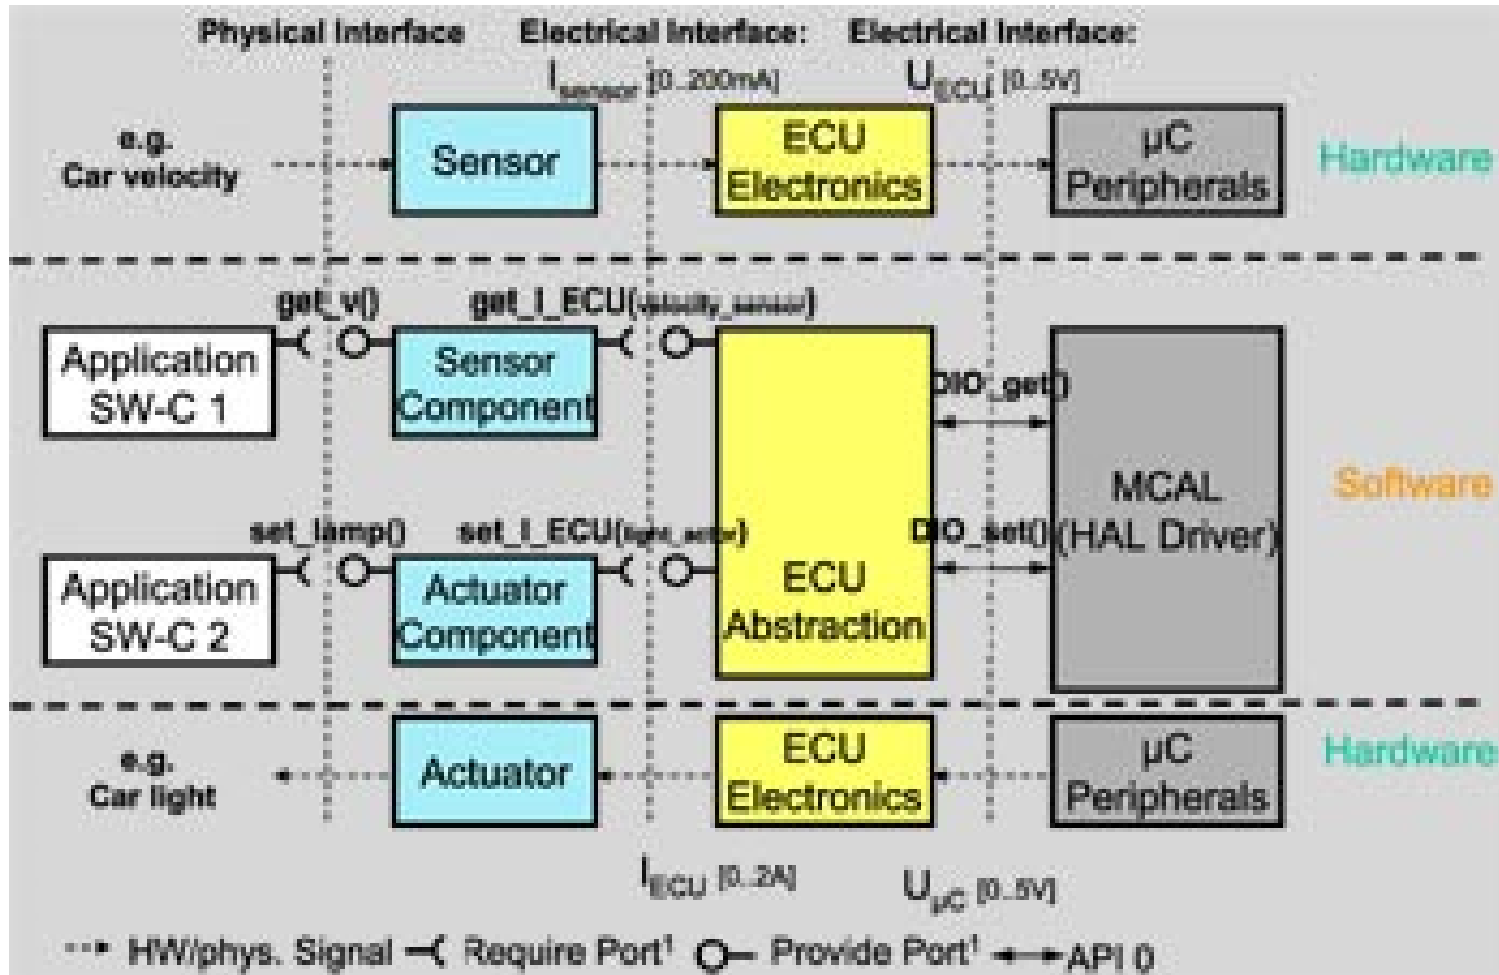 Physical Interface
Electrical Interface:
Electrical Interface:
I sensor [0..200mA]
U ECU [0..5V]
e.g.
Car velocity
Sensor
ECU
Electronics
µC
Peripherals
Hardware
get_v()
get_I_ECU(velocity_sensor)
Application
SW-C 1
Sensor
Component
DIO_get()
MCAL
(HAL Driver)
Software
set_lamp()
set_I_ECU(light_actor)
DIO_set()
Application
SW-C 2
Actuator
Component
ECU
Abstraction
e.g.
Car light
Actuator
ECU
Electronics
µC
Peripherals
Hardware
I ECU [0..2A]
U µC [0..5V]
HW/phys. Signal
Require Port¹
Provide Port¹
API 0